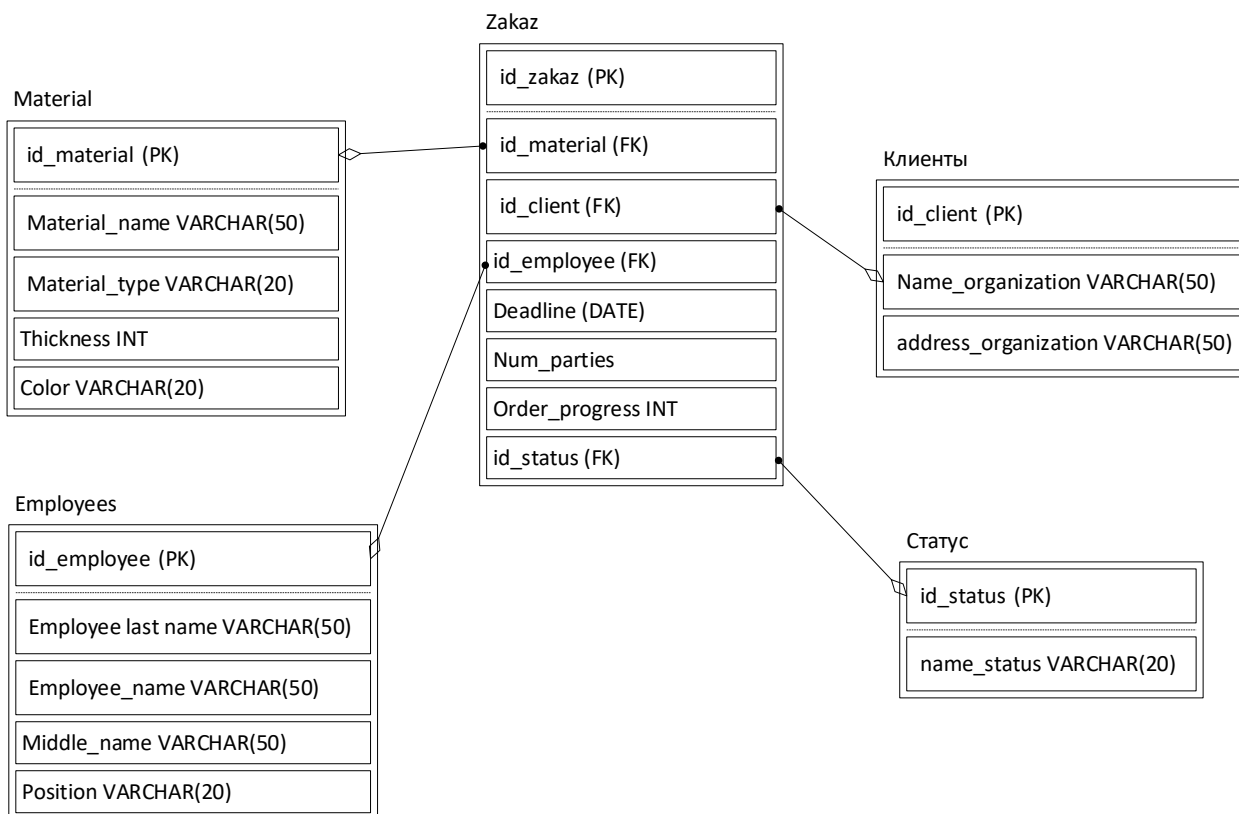 Zakaz
id_zakaz (PK)
id_material (FK)
id_client (FK)
id_employee (FK)
Deadline (DATE)
Num_parties
Order_progress INT
id_status (FK)
Material
id_material (PK)
Material_name VARCHAR(50)
Material_type VARCHAR(20)
Thickness INT
Color VARCHAR(20)
Клиенты
id_client (PK)
Name_organization VARCHAR(50)
address_organization VARCHAR(50)
Employees
id_employee (PK)
Employee last name VARCHAR(50)
Employee_name VARCHAR(50)
Middle_name VARCHAR(50)
Position VARCHAR(20)
Статус
id_status (PK)
name_status VARCHAR(20)